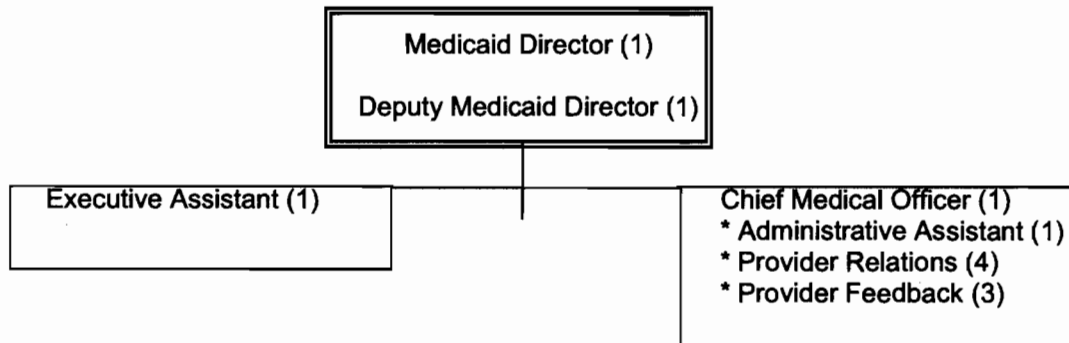 Medicaid Director (1)
Deputy Medicaid Director (1)
Executive Assistant (1)
Chief Medical Officer (1)
* Administrative Assistant (1)
* Provider Relations (4)
* Provider Feedback (3)